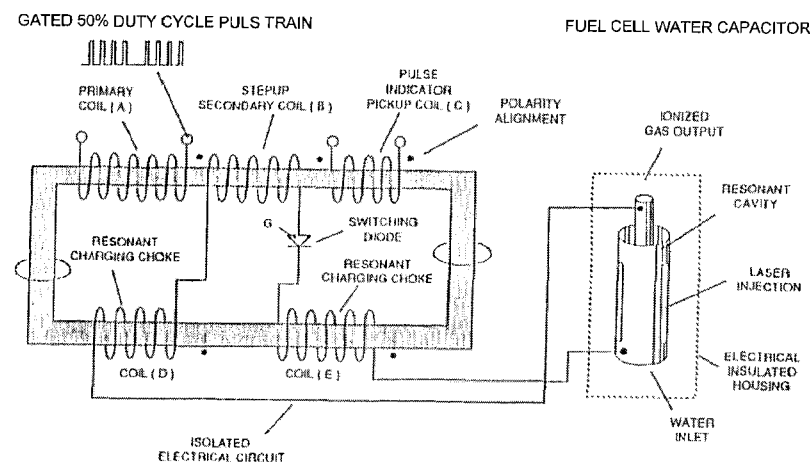 GATED 50% DUTY CYCLE PULS TRAIN
FUEL CELL WATER CAPACITOR
PRIMARY
COIL ( A )
STEPUP
SECONDARY COIL ( B )
PULSE
INDICATOR
PICKUP COIL ( C )
POLARITY
ALIGNMENT
IONIZED
GAS OUTPUT
RESONANT
CAVITY
G
SWITCHING
DIODE
RESONANT
CHARGING CHOKE
RESONANT
CHARGING CHOKE
LASER
INJECTION
COIL ( D )
COIL ( E )
ELECTRICAL
INSULATED
HOUSING
WATER
INLET
ISOLATED
ELECTRICAL CIRCUIT